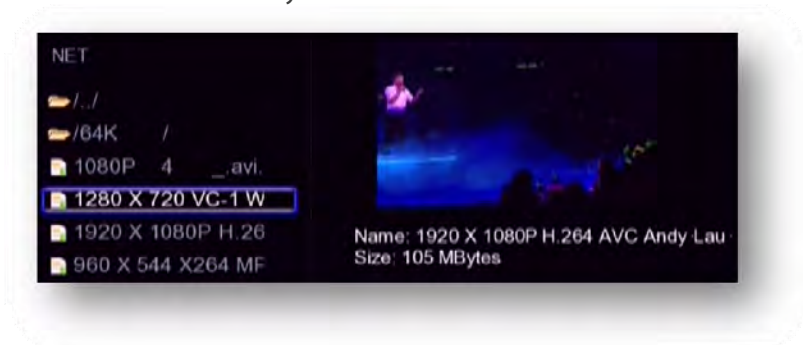 NET
/../
/64K /
1080P 4 _.avi.
1280 X 720 VC-1 W
1920 X 1080P H.26
960 X 544 X264 MF
Name: 1920 X 1080P H.264 AVC Andy Lau
Size: 105 MBytes